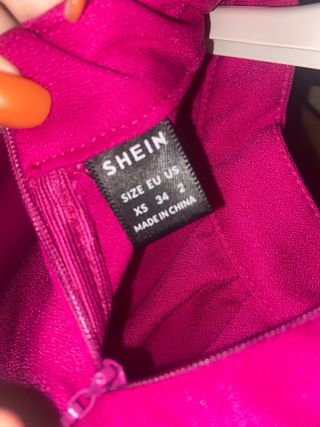 SHEIN
SIZE EU US
XS 34 2
MADE IN CHINA